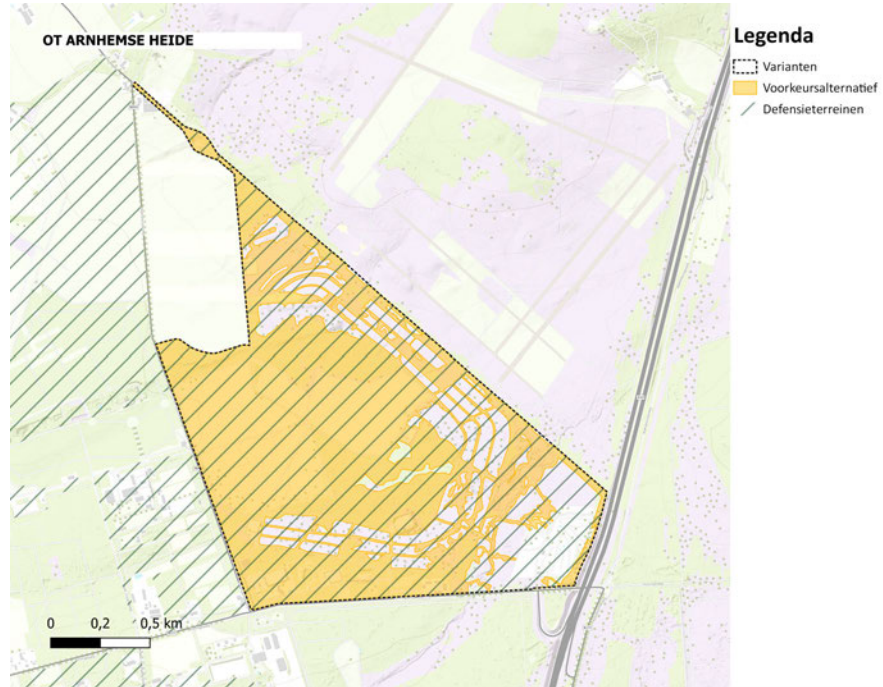 OT ARNHEMSE HEIDE
Legenda
Varianten
Voorkeursalternatief
Defensieterreinen
0 0,2 0,5 km